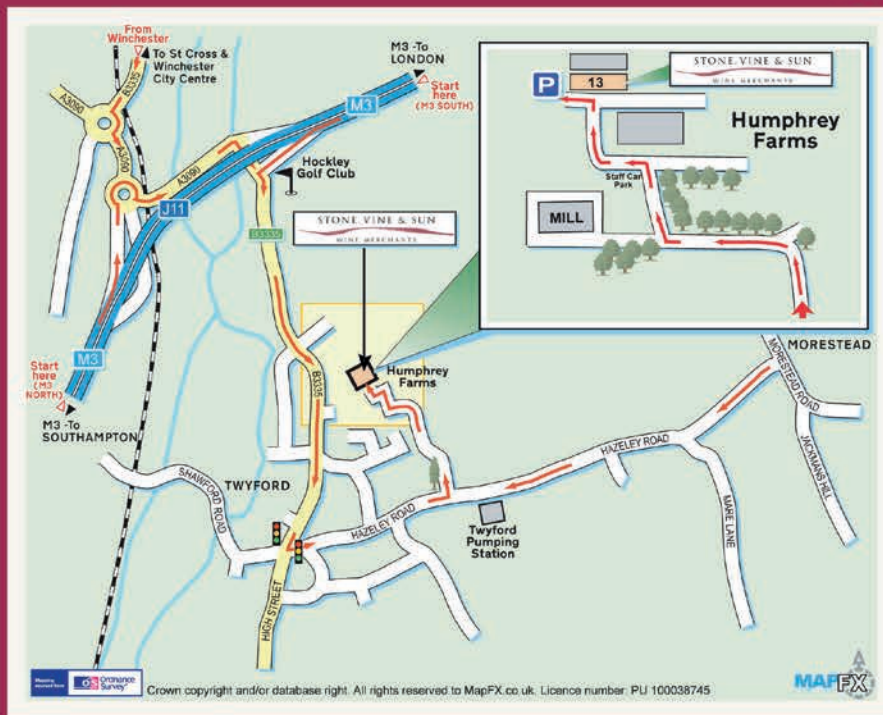 From
Winchester
To St Cross &
Winchester
City Centre
M3 -To
LONDON
Start
here
(M3 SOUTH)
A3090
B3335
A3090
A3090
M3
J11
M3
Hockley
Golf Club
STONE, VINE & SUN
WINE MERCHANTS
B3335
B3335
Start
here
(M3
NORTH)
M3 -To
SOUTHAMPTON
Humphrey
Farms
STONE, VINE & SUN
WINE MERCHANTS
P
13
Humphrey
Farms
Staff Car
Park
MILL
MORESTEAD
MORESTEAD ROAD
JACKMANS HILL
HAZELEY ROAD
MARE LANE
TWYFORD
SHAWFORD ROAD
HAZELEY ROAD
Twyford
Pumping
Station
HIGH STREET
Ordnance
Survey
Crown copyright and/or database right. All rights reserved to MapFX.co.uk. Licence number: PU 100038745
MAPFX